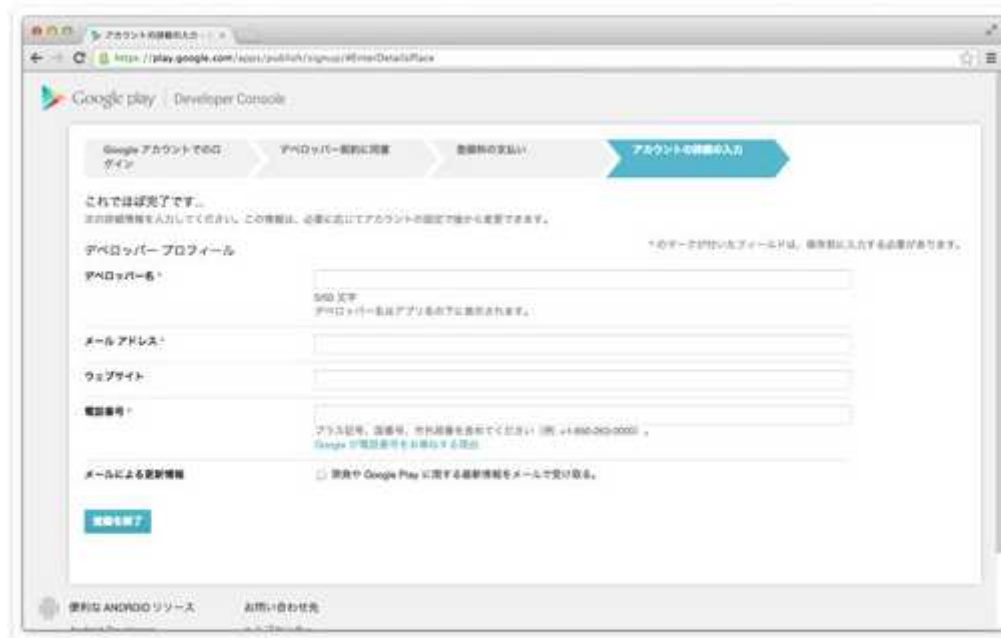 アカウントの詳細の入力
https://play.google.com/apps/publish/signup/#EnterDetailsPlace
Google play Developer Console
Google アカウントでのロ
グイン
デベロッパー契約に同意
登録料の支払い
アカウントの詳細の入力
これでほぼ完了です...
次の詳細情報を入力してください。この情報は、必要に応じてアカウントの設定で後から変更できます。
デベロッパー プロフィール
* のマークが付いたフィールドは、保存前に入力する必要があります。
デベロッパー名 *
0/50 文字
デベロッパー名はアプリ名の下に表示されます。
メール アドレス *
ウェブサイト
電話番号 *
プラス記号、国番号、市外局番を含めてください（例: +1-650-253-0000）。
Google が電話番号をお尋ねする理由
メールによる更新情報
開発や Google Play に関する最新情報をメールで受け取る。
登録を完了
便利な ANDROID リソース
お問い合わせ先